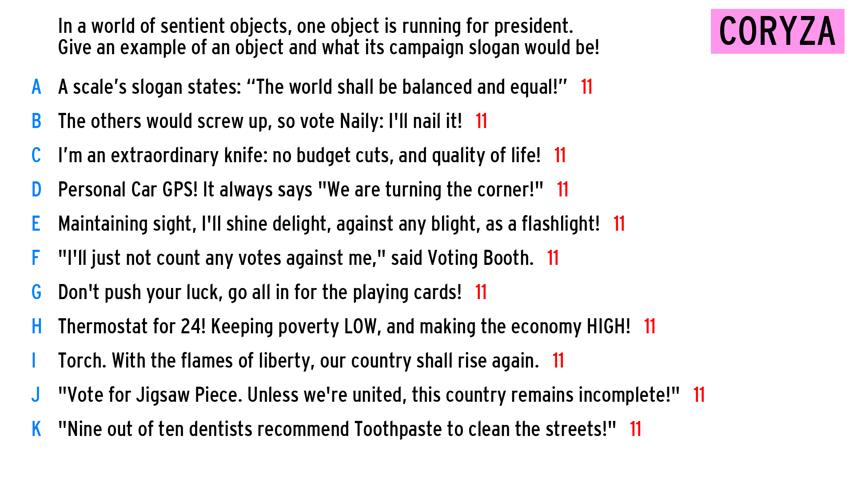 In a world of sentient objects, one object is running for president.
Give an example of an object and what its campaign slogan would be!
CORYZA
A A scale’s slogan states: “The world shall be balanced and equal!” 11
B The others would screw up, so vote Naily: I'll nail it! 11
C I’m an extraordinary knife: no budget cuts, and quality of life! 11
D Personal Car GPS! It always says "We are turning the corner!" 11
E Maintaining sight, I'll shine delight, against any blight, as a flashlight! 11
F "I'll just not count any votes against me," said Voting Booth. 11
G Don't push your luck, go all in for the playing cards! 11
H Thermostat for 24! Keeping poverty LOW, and making the economy HIGH! 11
I Torch. With the flames of liberty, our country shall rise again. 11
J "Vote for Jigsaw Piece. Unless we're united, this country remains incomplete!" 11
K "Nine out of ten dentists recommend Toothpaste to clean the streets!" 11